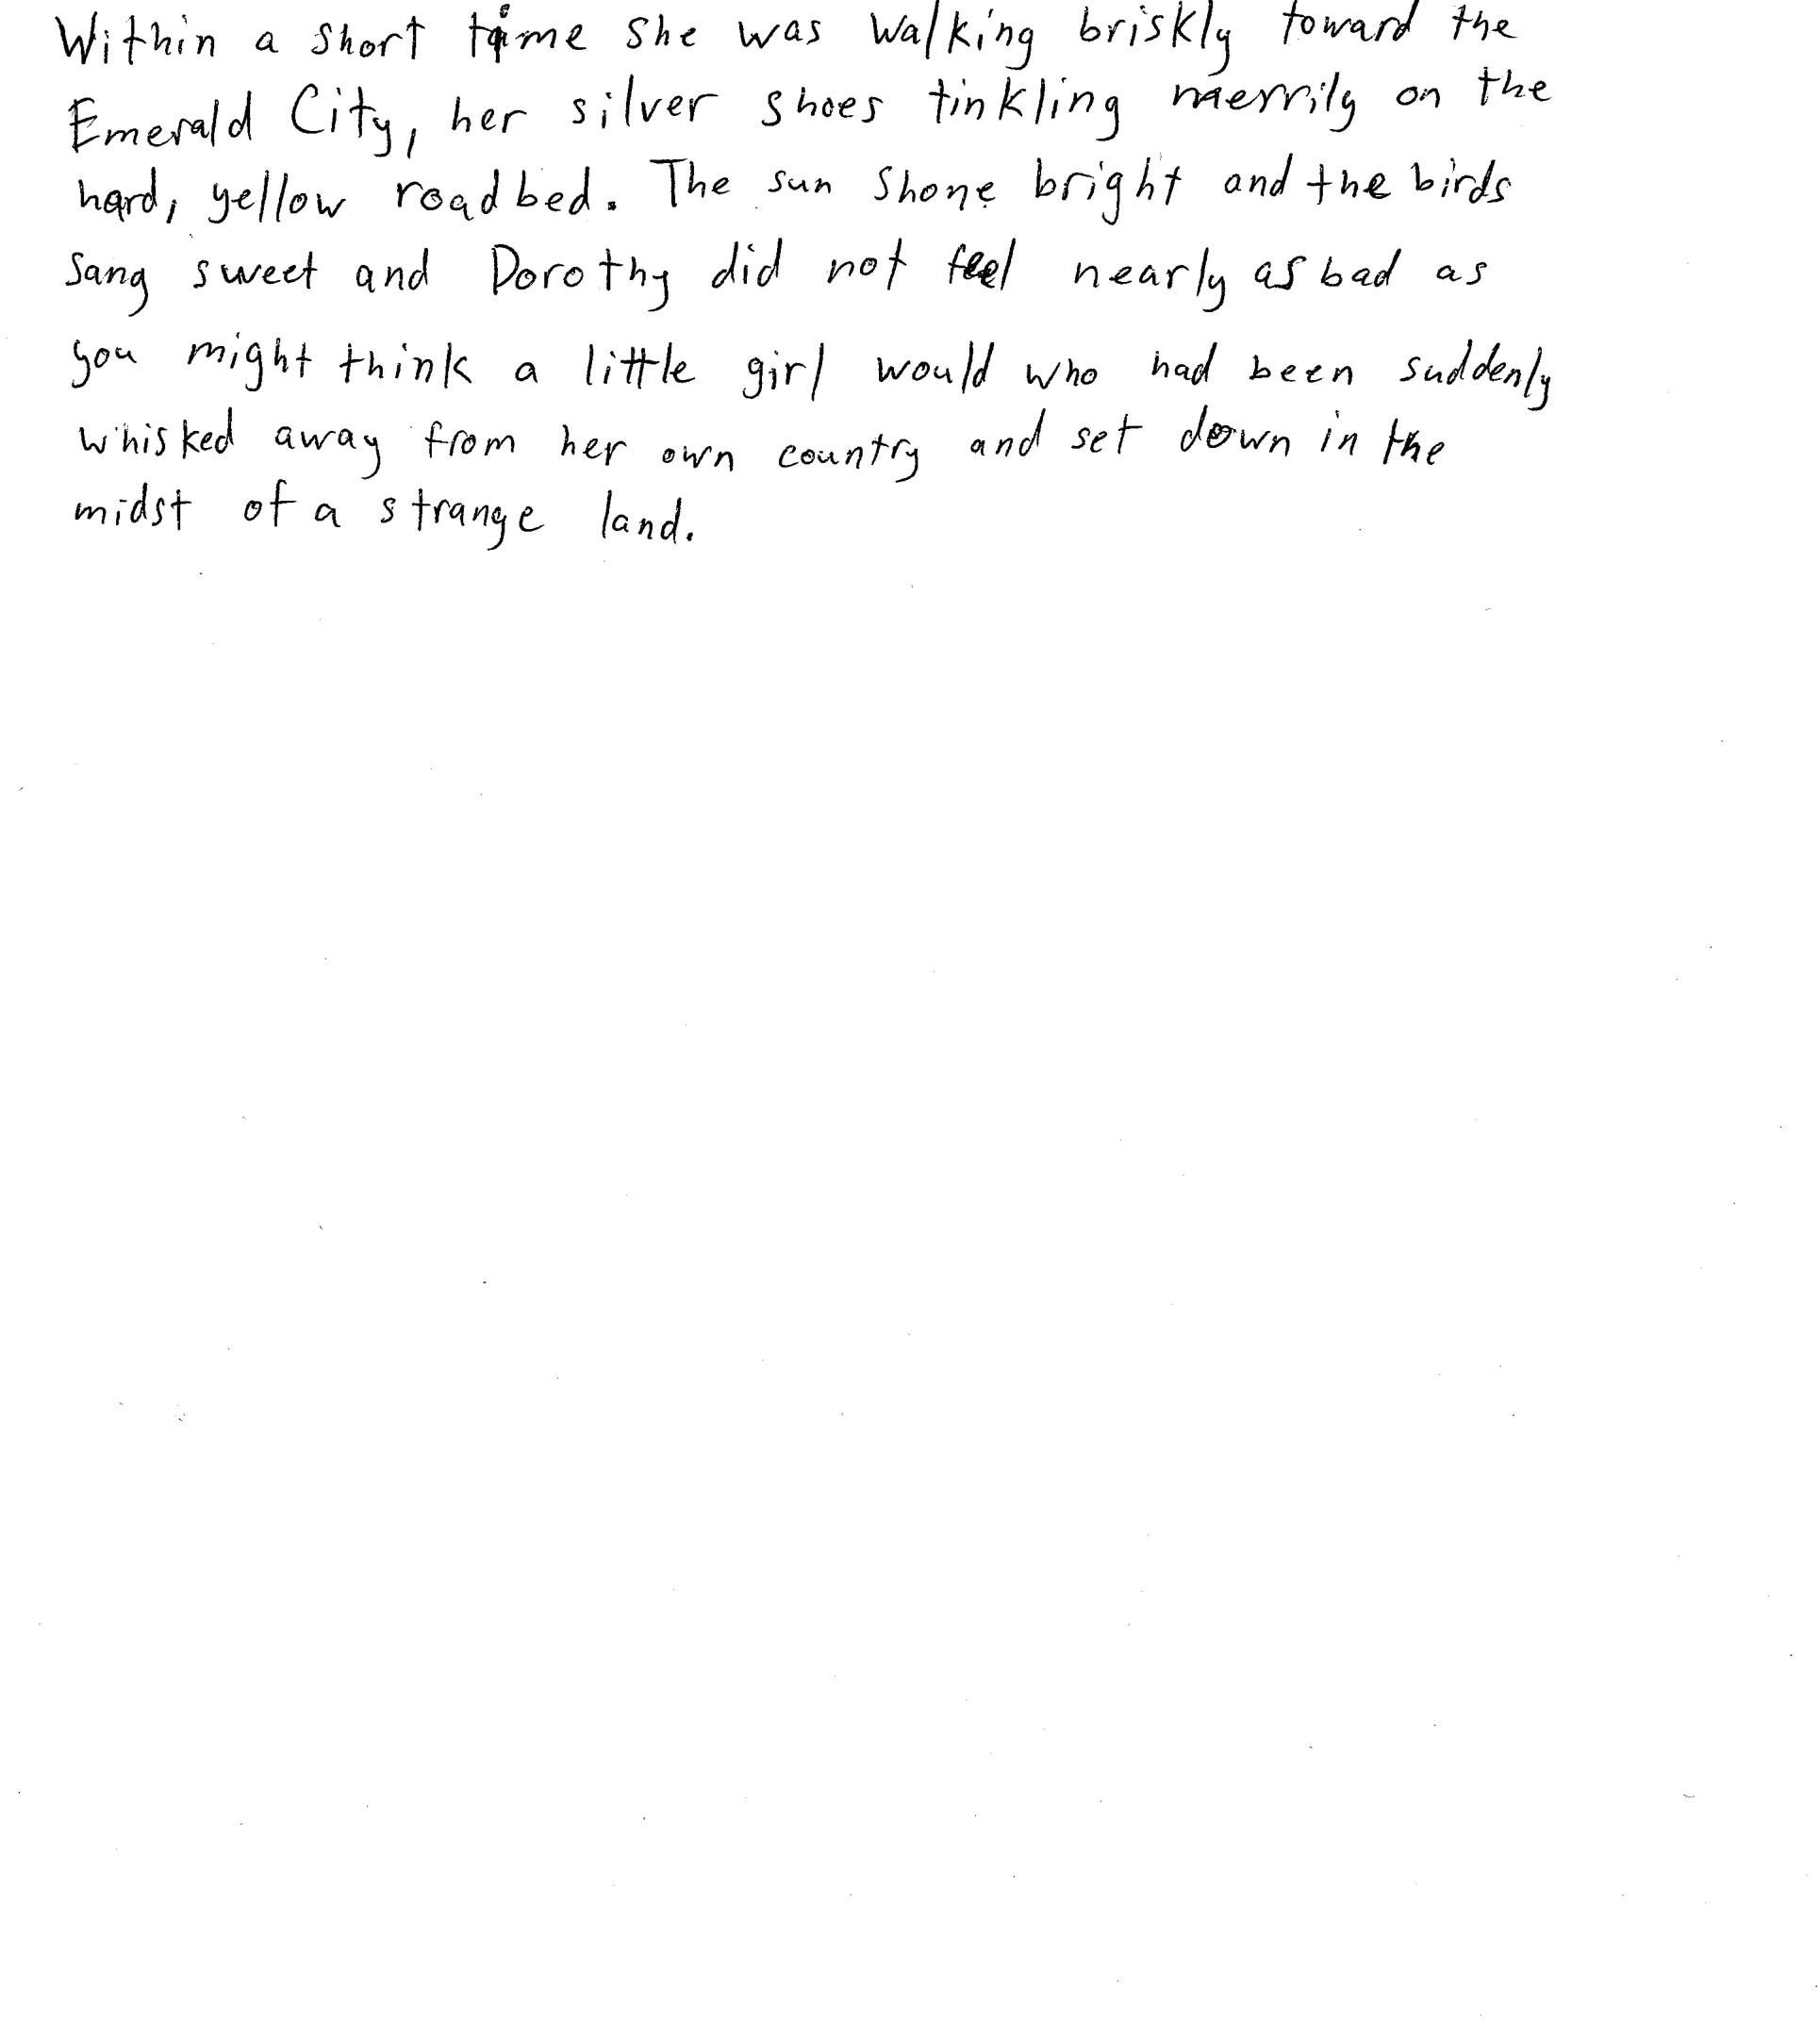 Within a short time she was walking briskly toward the
Emerald City, her silver shoes tinkling merrily on the
hard, yellow roadbed. The sun shone bright and the birds
sang sweet and Dorothy did not feel nearly as bad as
you might think a little girl would who had been suddenly
whisked away from her own country and set down in the
midst of a strange land.